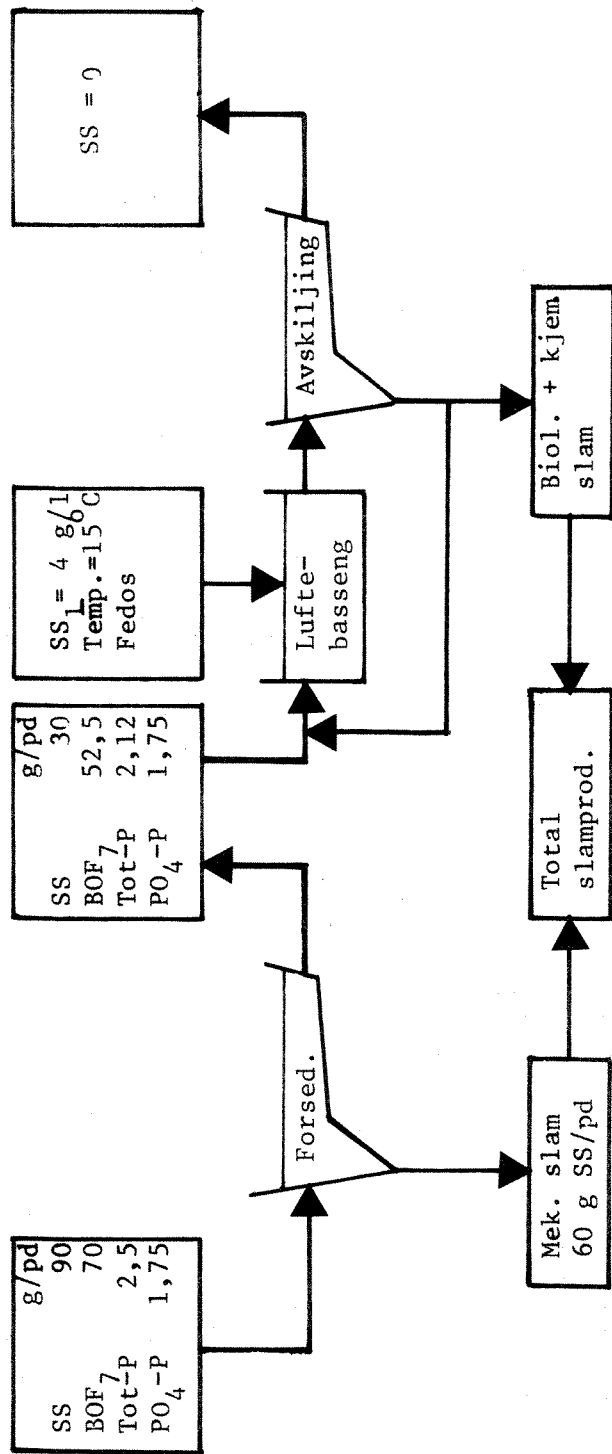 g/pd
SS 90
BOF7 70
Tot-P 2,5
PO4-P 1,75
Forsed.
Mek. slam
60 g SS/pd
g/pd
SS 30
BOF7 52,5
Tot-P 2,12
PO4-P 1,75
SS1= 4 g/l
Temp.=15°C
Fedos
Lufte-
basseng
Avskiljing
SS = 0
Total
slamprod.
Biol. + kjem
slam